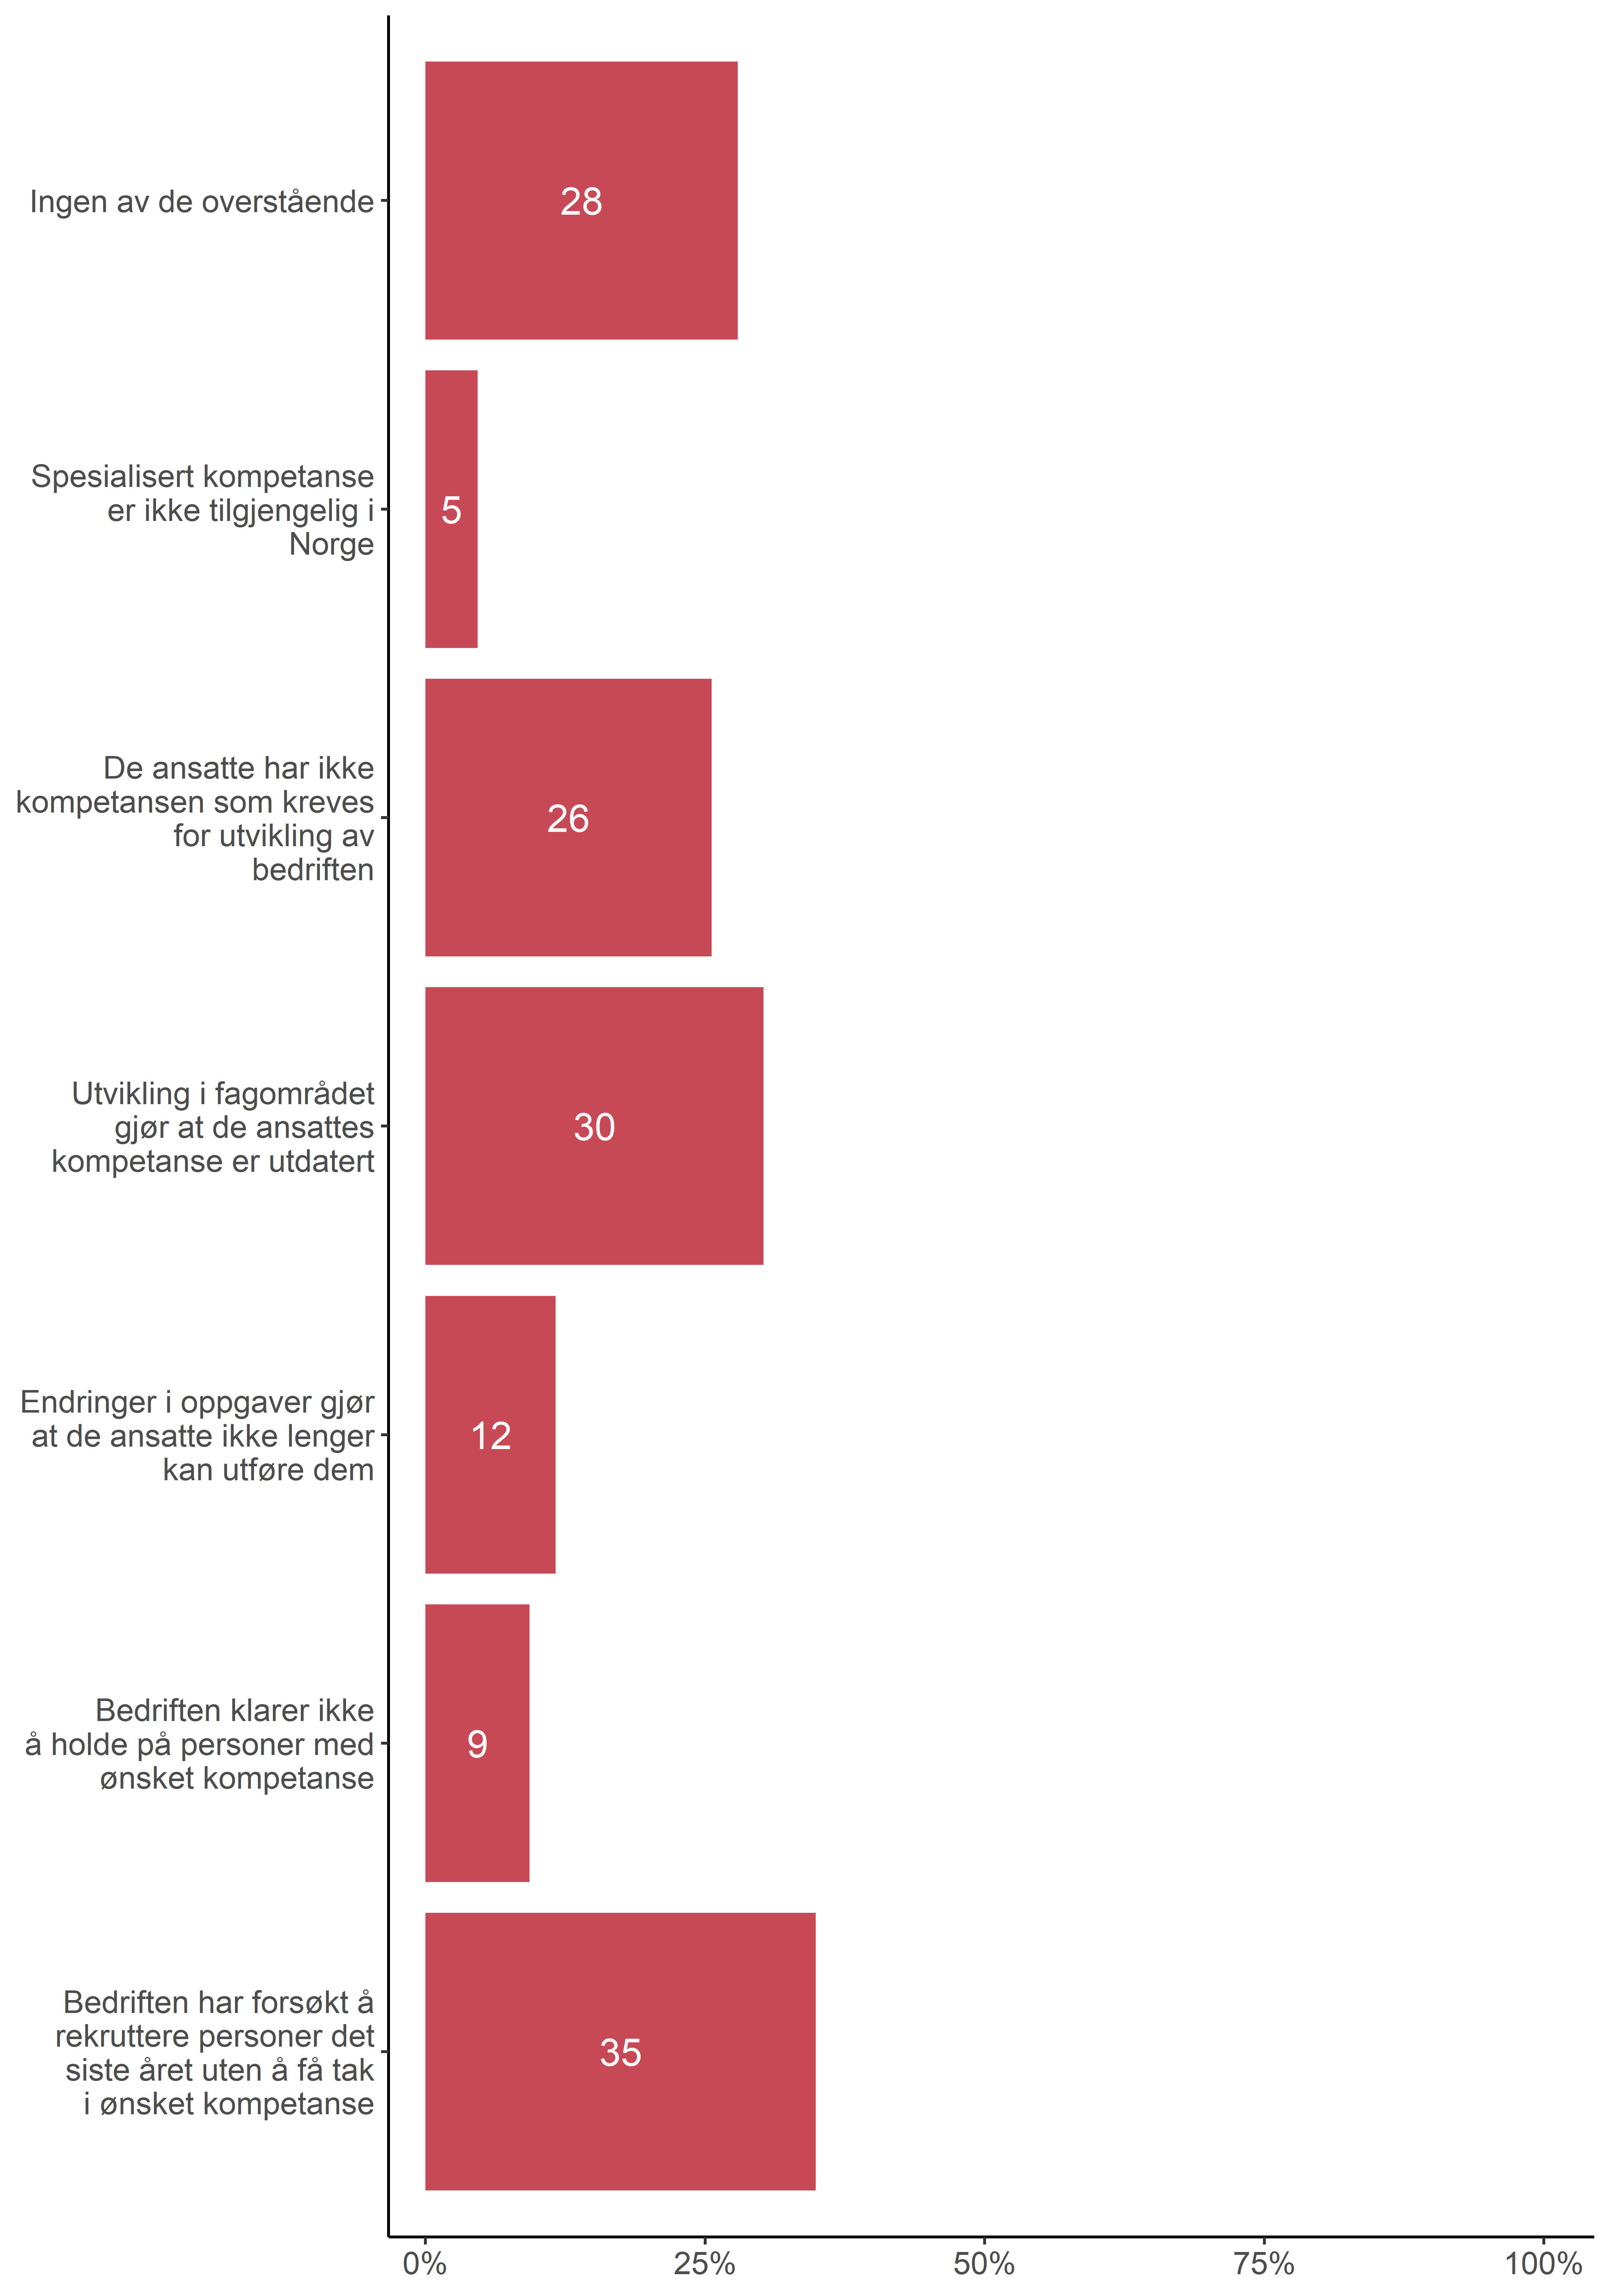 Ingen av de overstående
28
Spesialisert kompetanse
er ikke tilgjengelig i
Norge
5
De ansatte har ikke
kompetansen som kreves
for utvikling av
bedriften
26
Utvikling i fagområdet
gjør at de ansattes
kompetanse er utdatert
30
Endringer i oppgaver gjør
at de ansatte ikke lenger
kan utføre dem
12
Bedriften klarer ikke
å holde på personer med
ønsket kompetanse
9
Bedriften har forsøkt å
rekruttere personer det
siste året uten å få tak
i ønsket kompetanse
35
0% 25% 50% 75% 100%